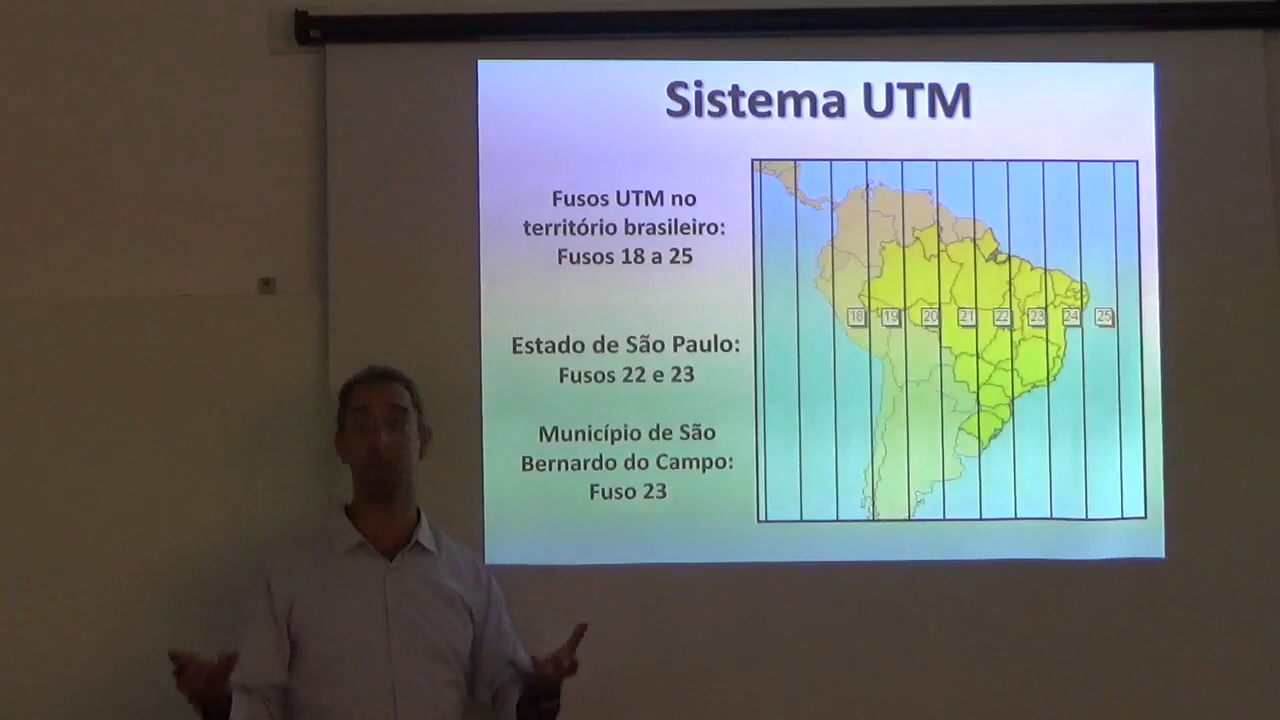 Sistema UTM
Fusos UTM no
território brasileiro:
Fusos 18 a 25
Estado de São Paulo:
Fusos 22 e 23
Município de São
Bernardo do Campo:
Fuso 23
18 19 20 21 22 23 24 25